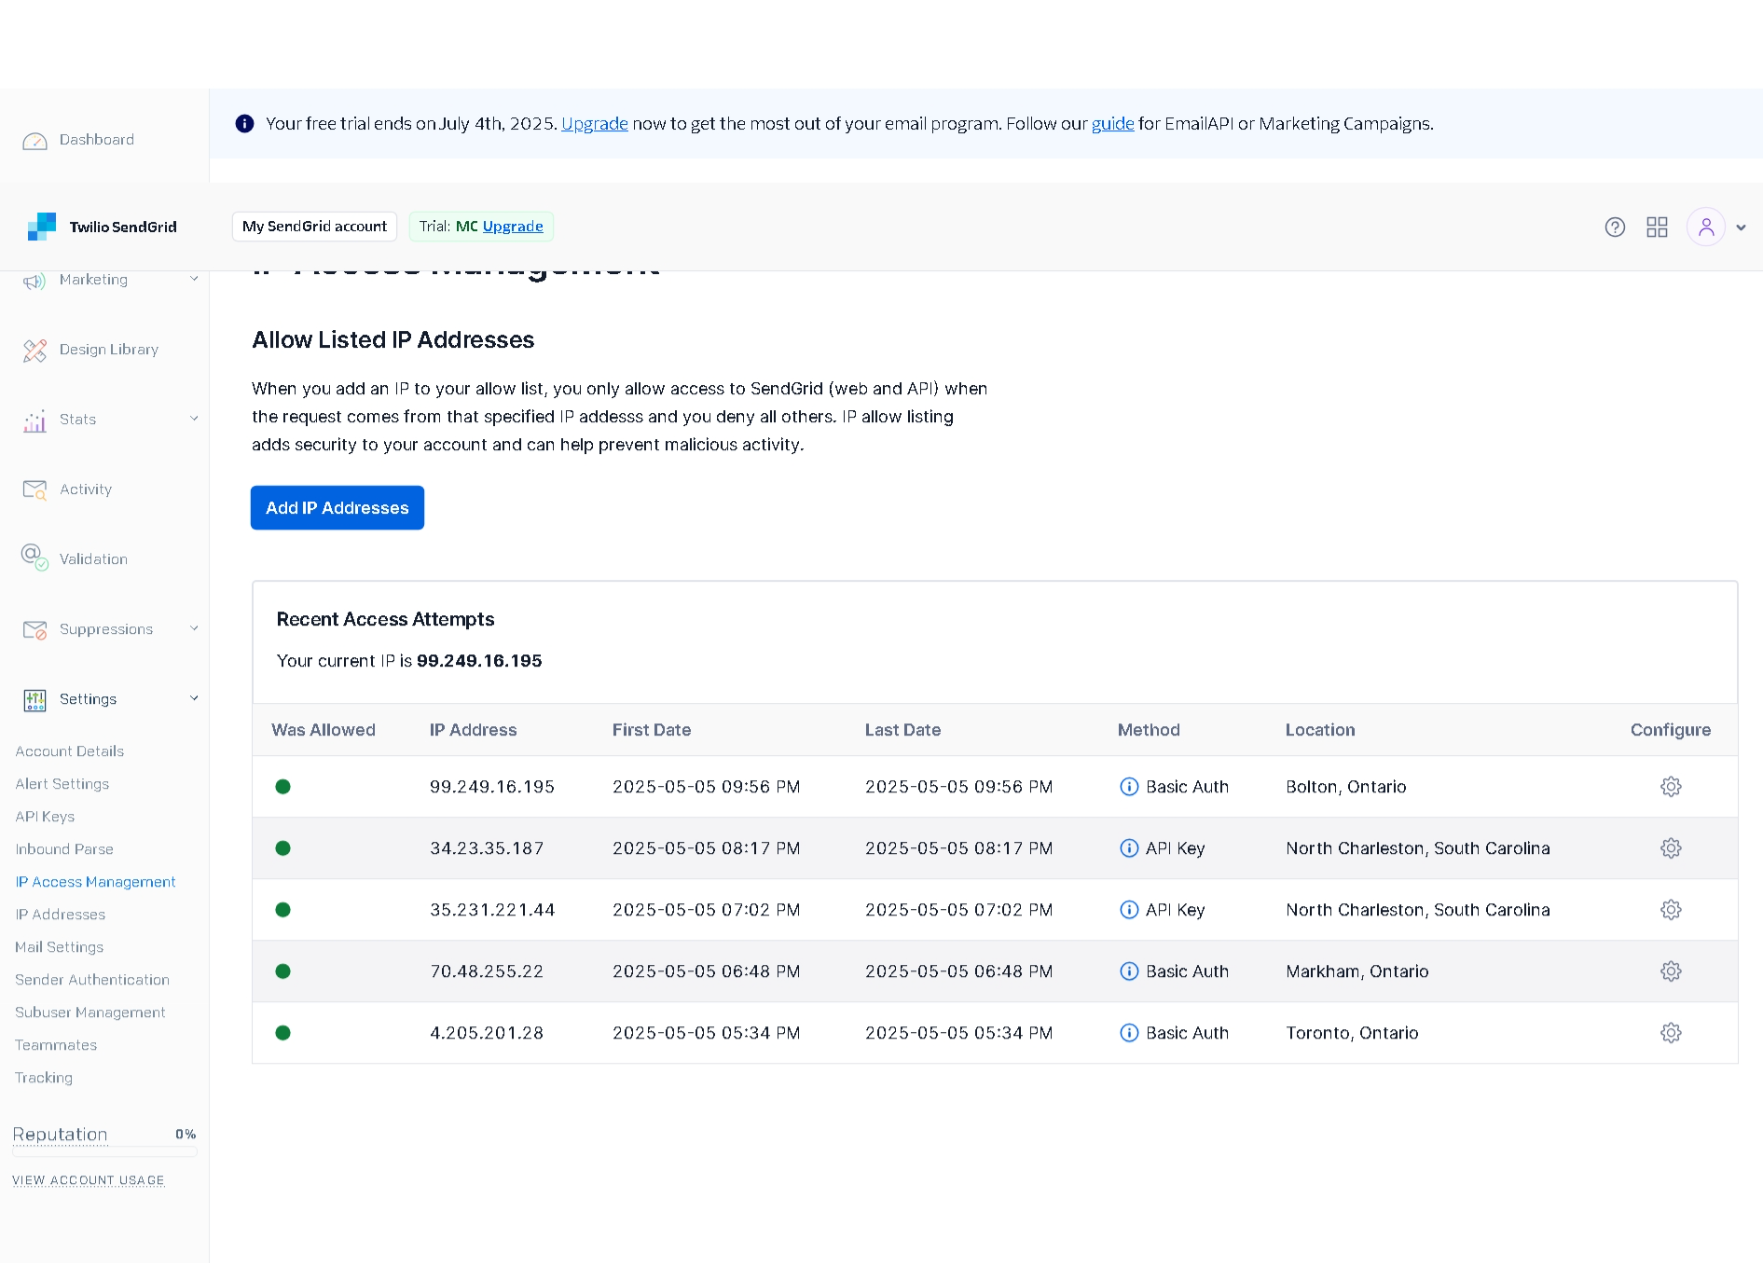 Your free trial ends on July 4th, 2025. Upgrade now to get the most out of your email program. Follow our guide for EmailAPI or Marketing Campaigns.
Dashboard
Twilio SendGrid
My SendGrid account
Trial: MC Upgrade
IP Access Management
Marketing
Design Library
Stats
Activity
Validation
Suppressions
Settings
Account Details
Alert Settings
API Keys
Inbound Parse
IP Access Management
IP Addresses
Mail Settings
Sender Authentication
Subuser Management
Teammates
Tracking
Reputation 0%
VIEW ACCOUNT USAGE
Allow Listed IP Addresses
When you add an IP to your allow list, you only allow access to SendGrid (web and API) when
the request comes from that specified IP addesss and you deny all others. IP allow listing
adds security to your account and can help prevent malicious activity.
Add IP Addresses
Recent Access Attempts
Your current IP is 99.249.16.195
Was Allowed IP Address First Date Last Date Method Location Configure
99.249.16.195 2025-05-05 09:56 PM 2025-05-05 09:56 PM Basic Auth Bolton, Ontario
34.23.35.187 2025-05-05 08:17 PM 2025-05-05 08:17 PM API Key North Charleston, South Carolina
35.231.221.44 2025-05-05 07:02 PM 2025-05-05 07:02 PM API Key North Charleston, South Carolina
70.48.255.22 2025-05-05 06:48 PM 2025-05-05 06:48 PM Basic Auth Markham, Ontario
4.205.201.28 2025-05-05 05:34 PM 2025-05-05 05:34 PM Basic Auth Toronto, Ontario